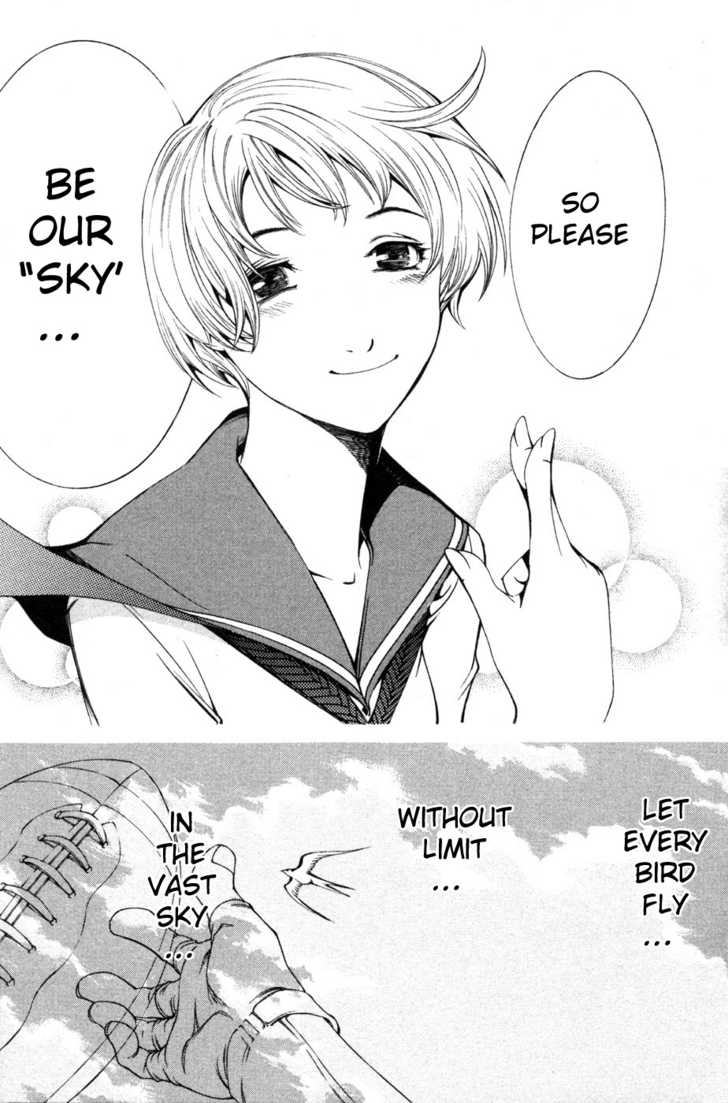 SO
PLEASE
BE
OUR
"SKY'
...
LET
EVERY
BIRD
FLY
...
WITHOUT
LIMIT
...
IN
THE
VAST
SKY
...